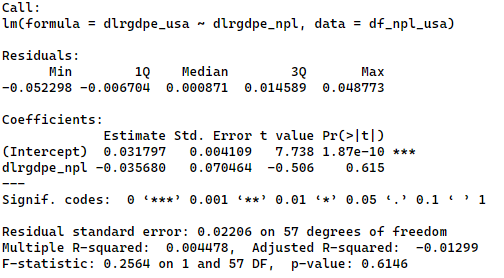 Call:
lm(formula = dlrgdpe_usa ~ dlrgdpe_npl, data = df_npl_usa)
Residuals:
Min 1Q Median 3Q Max
-0.052298 -0.006704 0.000871 0.014589 0.048773
Coefficients:
Estimate Std. Error t value Pr(>|t|)
(Intercept) 0.031797 0.004109 7.738 1.87e-10 ***
dlrgdpe_npl -0.035680 0.070464 -0.506 0.615
---
Signif. codes: 0 ‘***’ 0.001 ‘**’ 0.01 ‘*’ 0.05 ‘.’ 0.1 ‘ ’ 1
Residual standard error: 0.02206 on 57 degrees of freedom
Multiple R-squared: 0.004478, Adjusted R-squared: -0.01299
F-statistic: 0.2564 on 1 and 57 DF, p-value: 0.6146